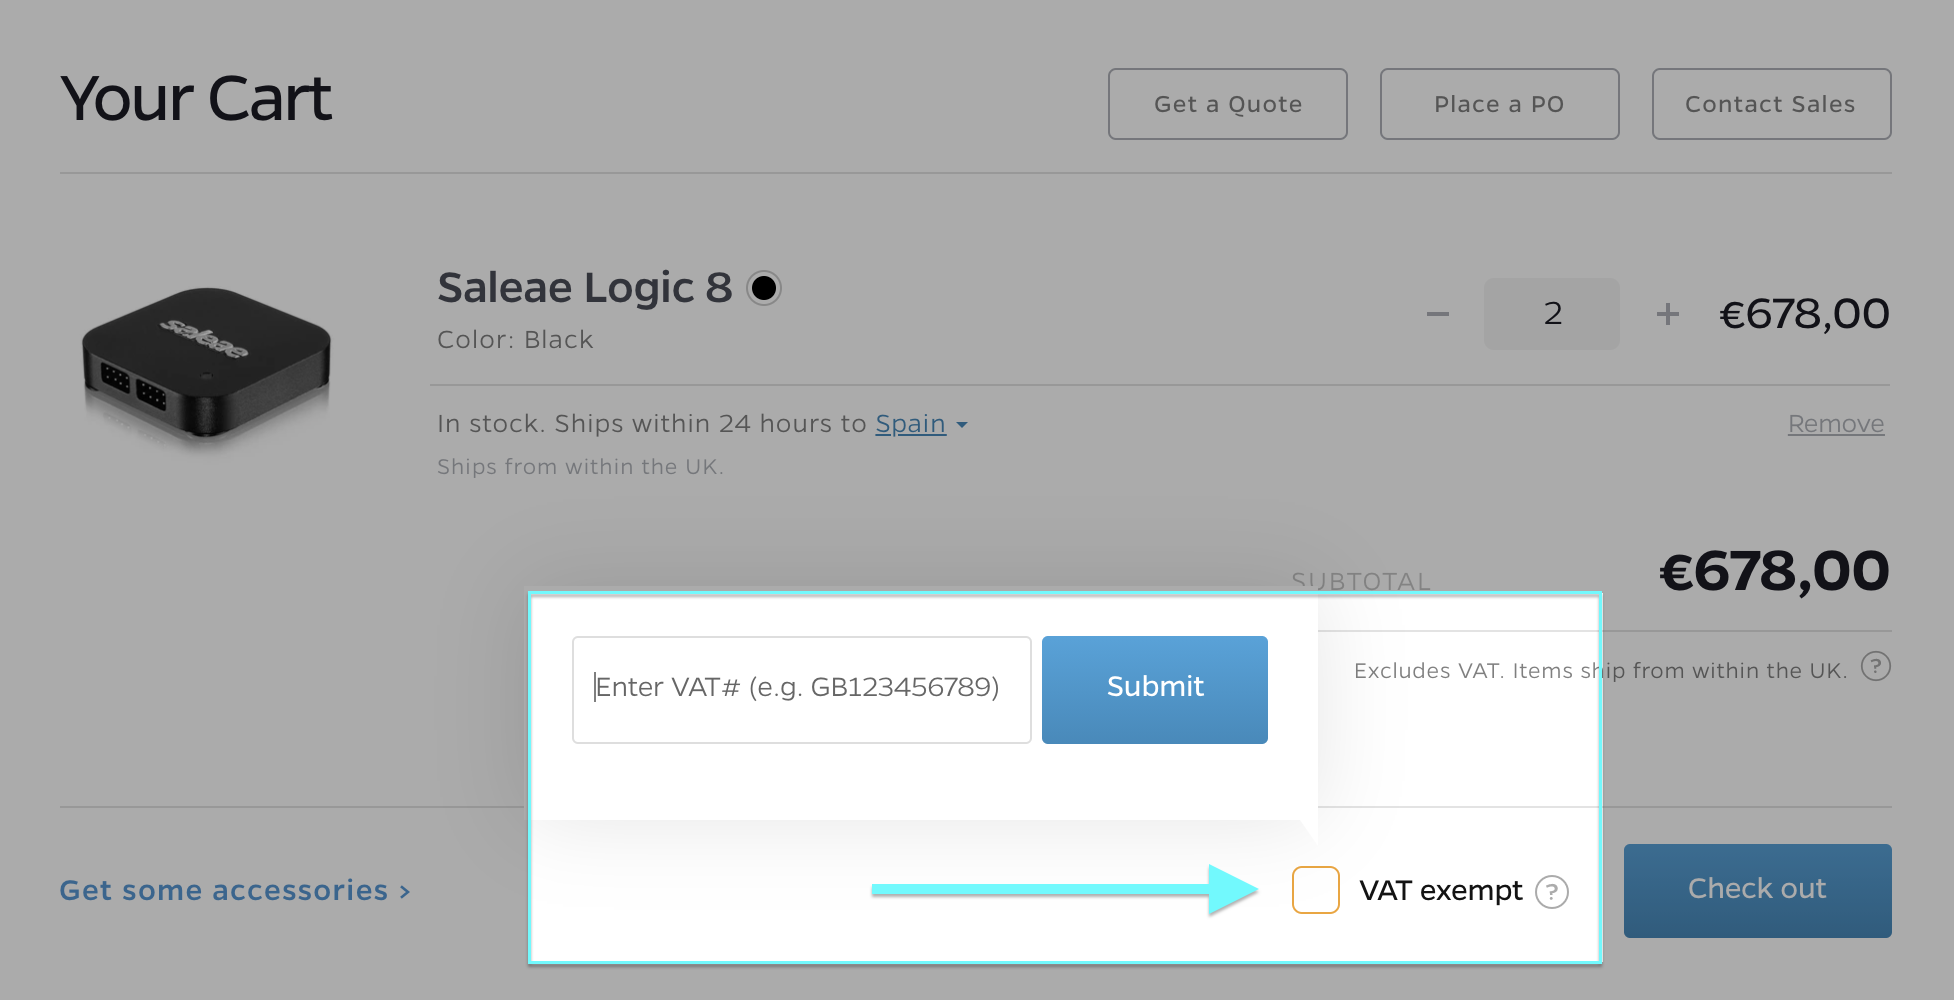 Your Cart
Get a Quote
Place a PO
Contact Sales
saleae
Saleae Logic 8
Color: Black
2
€678,00
In stock. Ships within 24 hours to Spain
Remove
Ships from within the UK.
SUBTOTAL
€678,00
Enter VAT# (e.g. GB123456789)
Submit
Excludes VAT. Items ship from within the UK. ?
Get some accessories >
VAT exempt ?
Check out